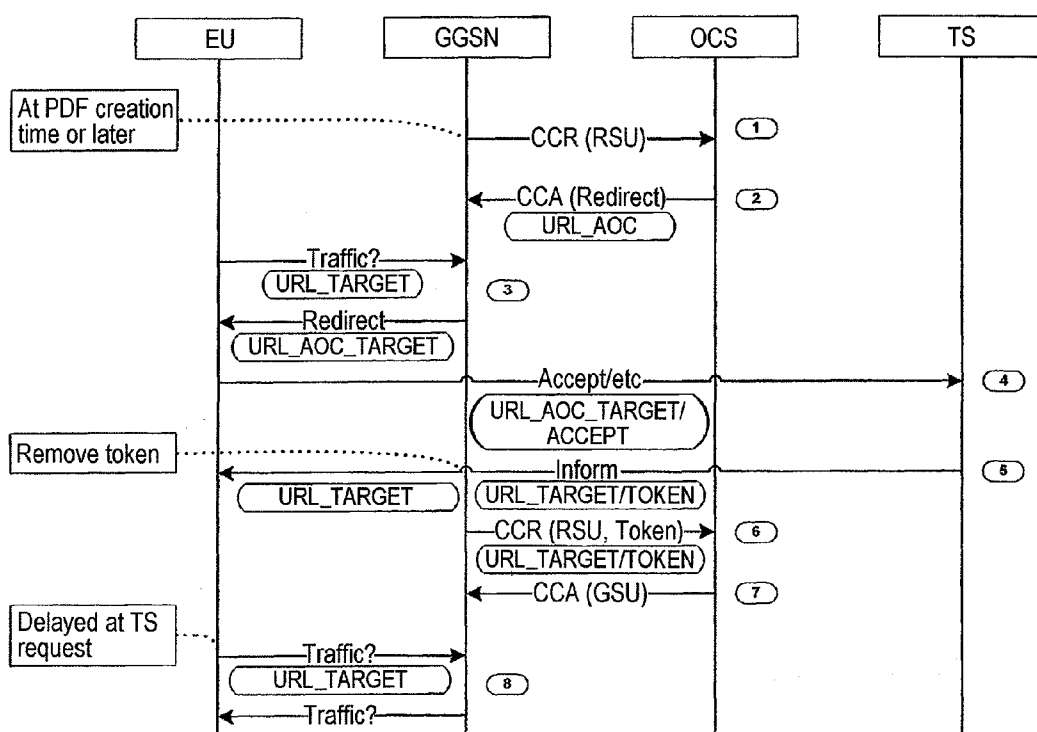 EU
GGSN
OCS
TS
At PDF creation
time or later
CCR (RSU)
1
CCA (Redirect)
2
URL_AOC
Traffic?
URL_TARGET
3
Redirect
URL_AOC_TARGET
Accept/etc
4
URL_AOC_TARGET/
ACCEPT
Remove token
Inform
5
URL_TARGET
URL_TARGET/TOKEN
CCR (RSU, Token)
6
URL_TARGET/TOKEN
CCA (GSU)
7
Delayed at TS
request
Traffic?
URL_TARGET
8
Traffic?